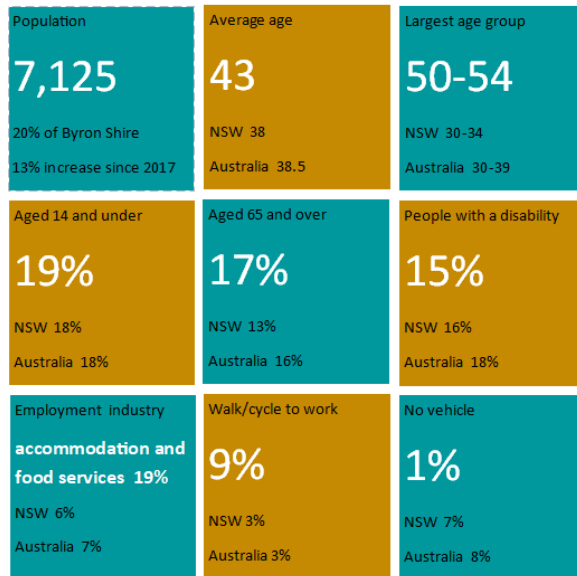 Population
7,125
20% of Byron Shire
13% increase since 2017
Average age
43
NSW 38
Australia 38.5
Largest age group
50-54
NSW 30-34
Australia 30-39
Aged 14 and under
19%
NSW 18%
Australia 18%
Aged 65 and over
17%
NSW 13%
Australia 16%
People with a disability
15%
NSW 16%
Australia 18%
Employment industry
accommodation and
food services 19%
NSW 6%
Australia 7%
Walk/cycle to work
9%
NSW 3%
Australia 3%
No vehicle
1%
NSW 7%
Australia 8%